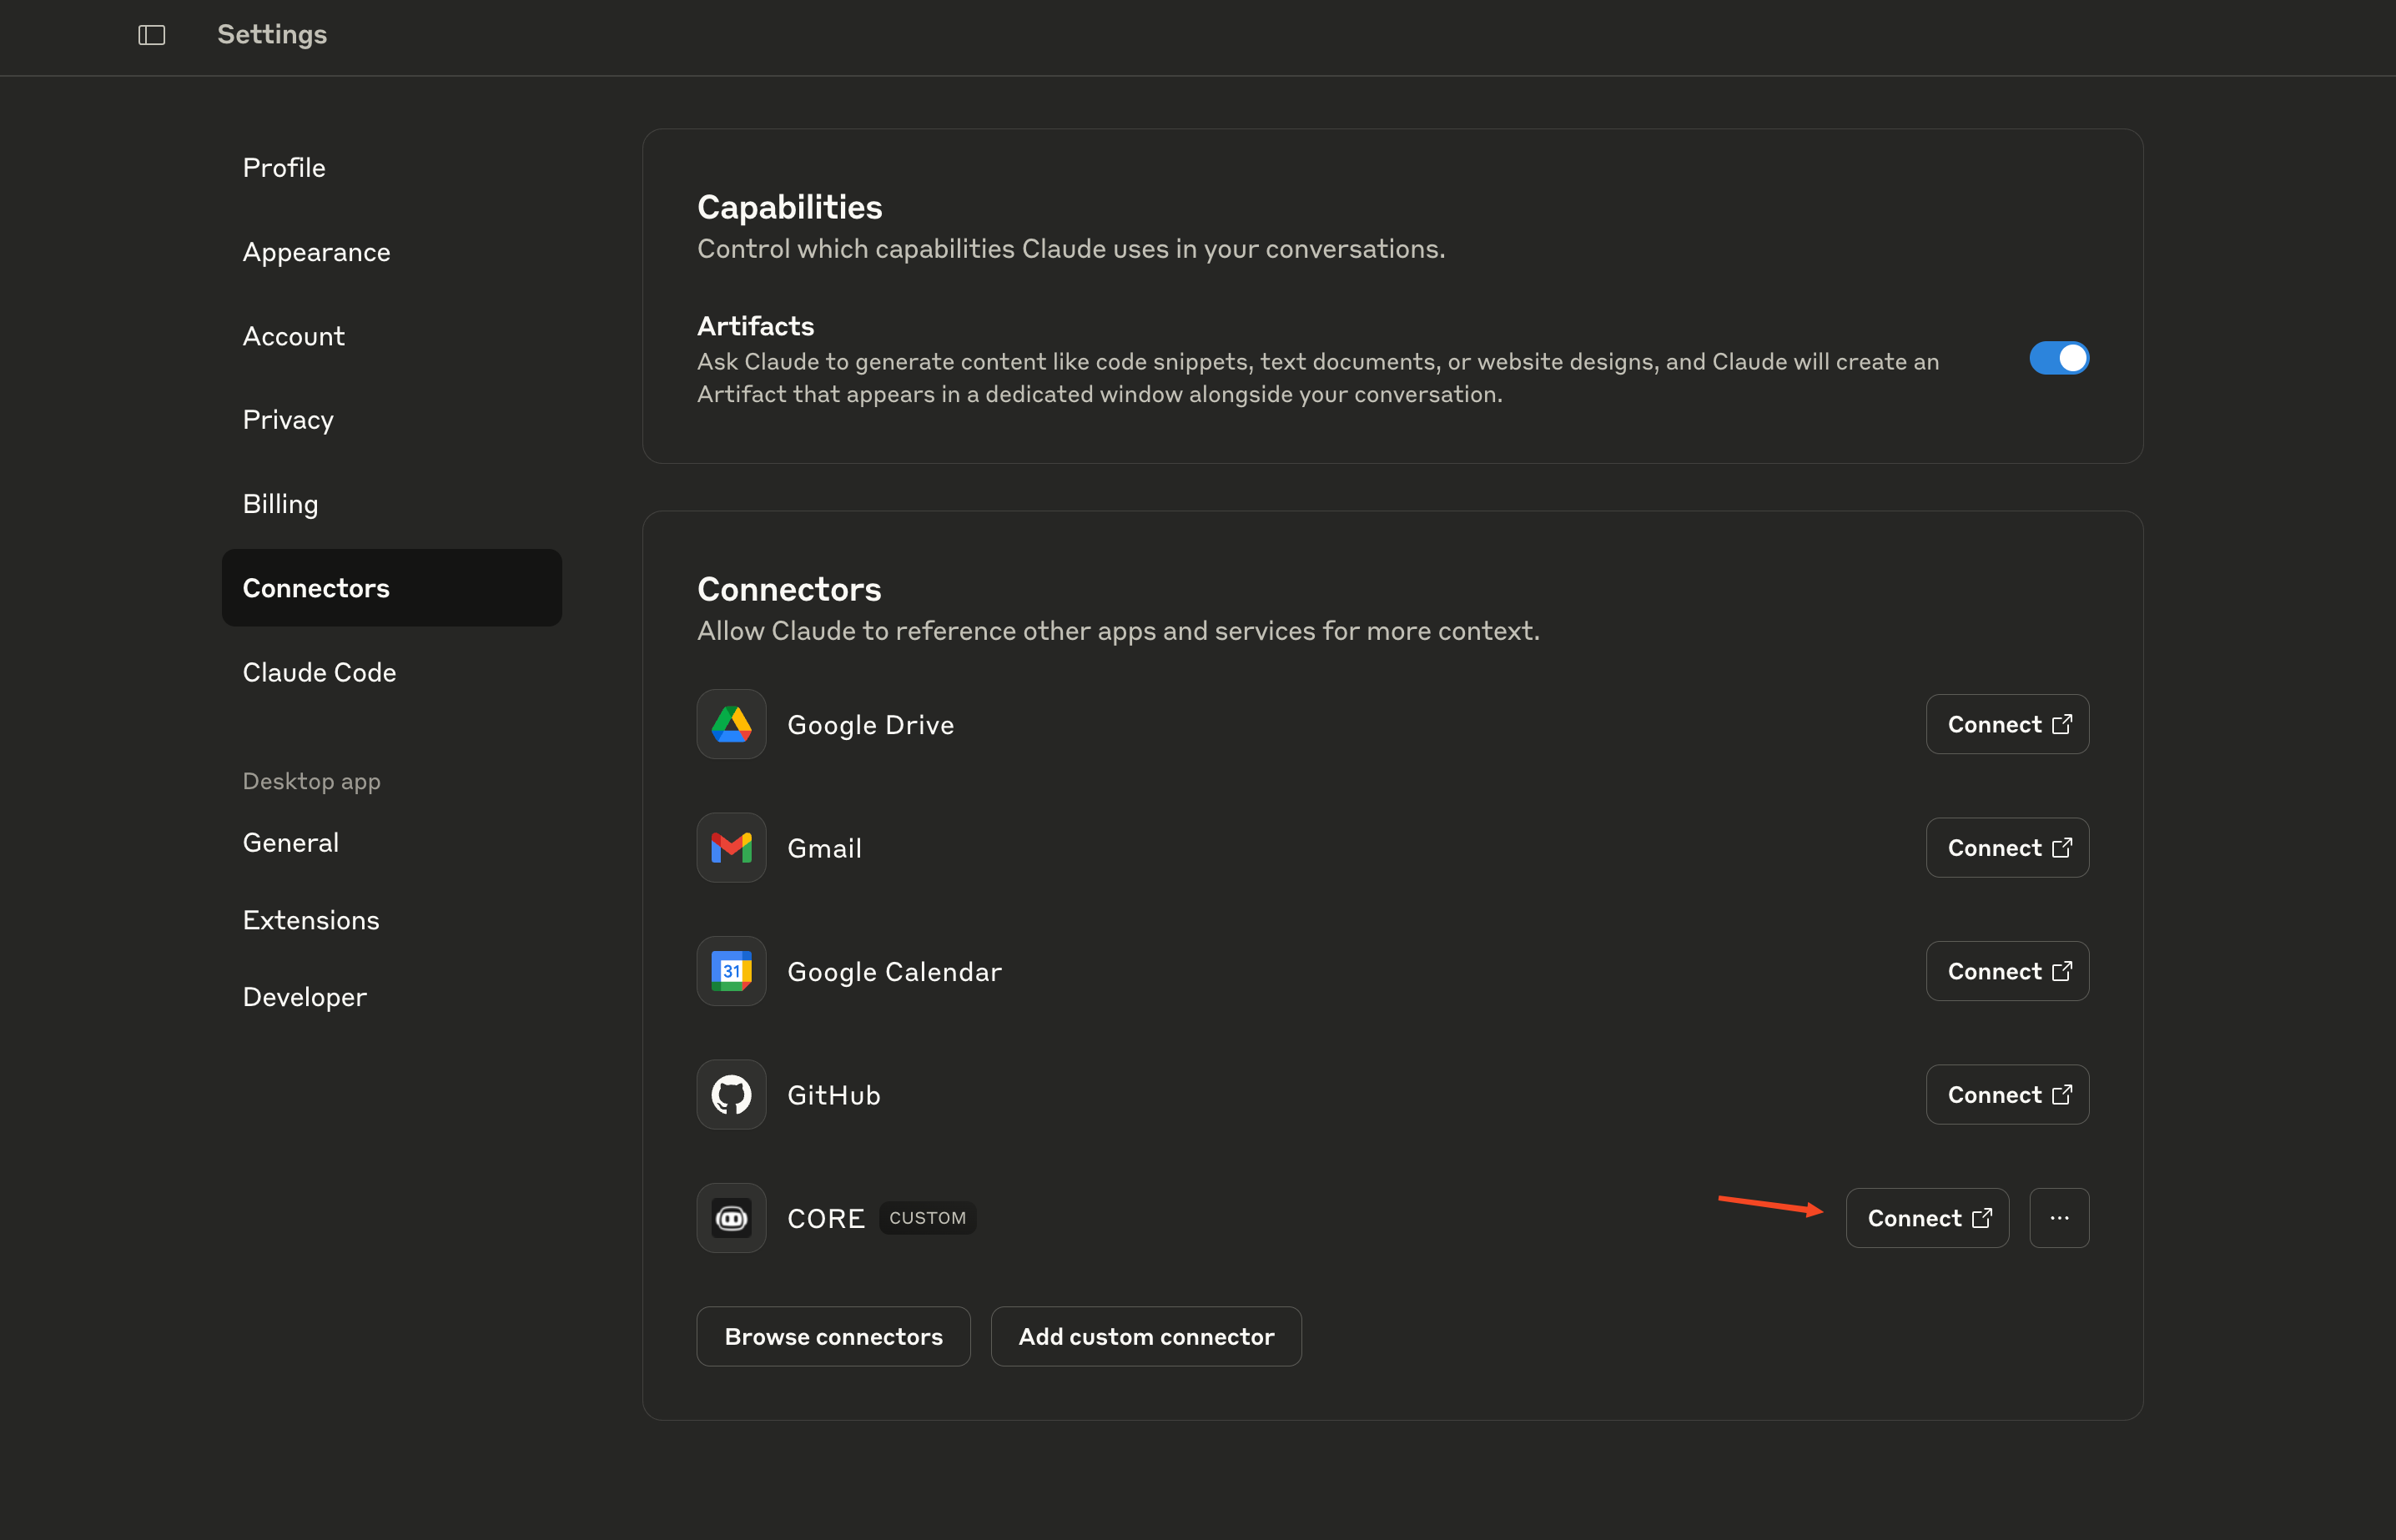 Settings
Profile
Appearance
Account
Privacy
Billing
Connectors
Claude Code
Desktop app
General
Extensions
Developer
Capabilities
Control which capabilities Claude uses in your conversations.
Artifacts
Ask Claude to generate content like code snippets, text documents, or website designs, and Claude will create an
Artifact that appears in a dedicated window alongside your conversation.
Connectors
Allow Claude to reference other apps and services for more context.
Google Drive
Connect
Gmail
Connect
31
Google Calendar
Connect
GitHub
Connect
CORE CUSTOM
Connect
Browse connectors
Add custom connector